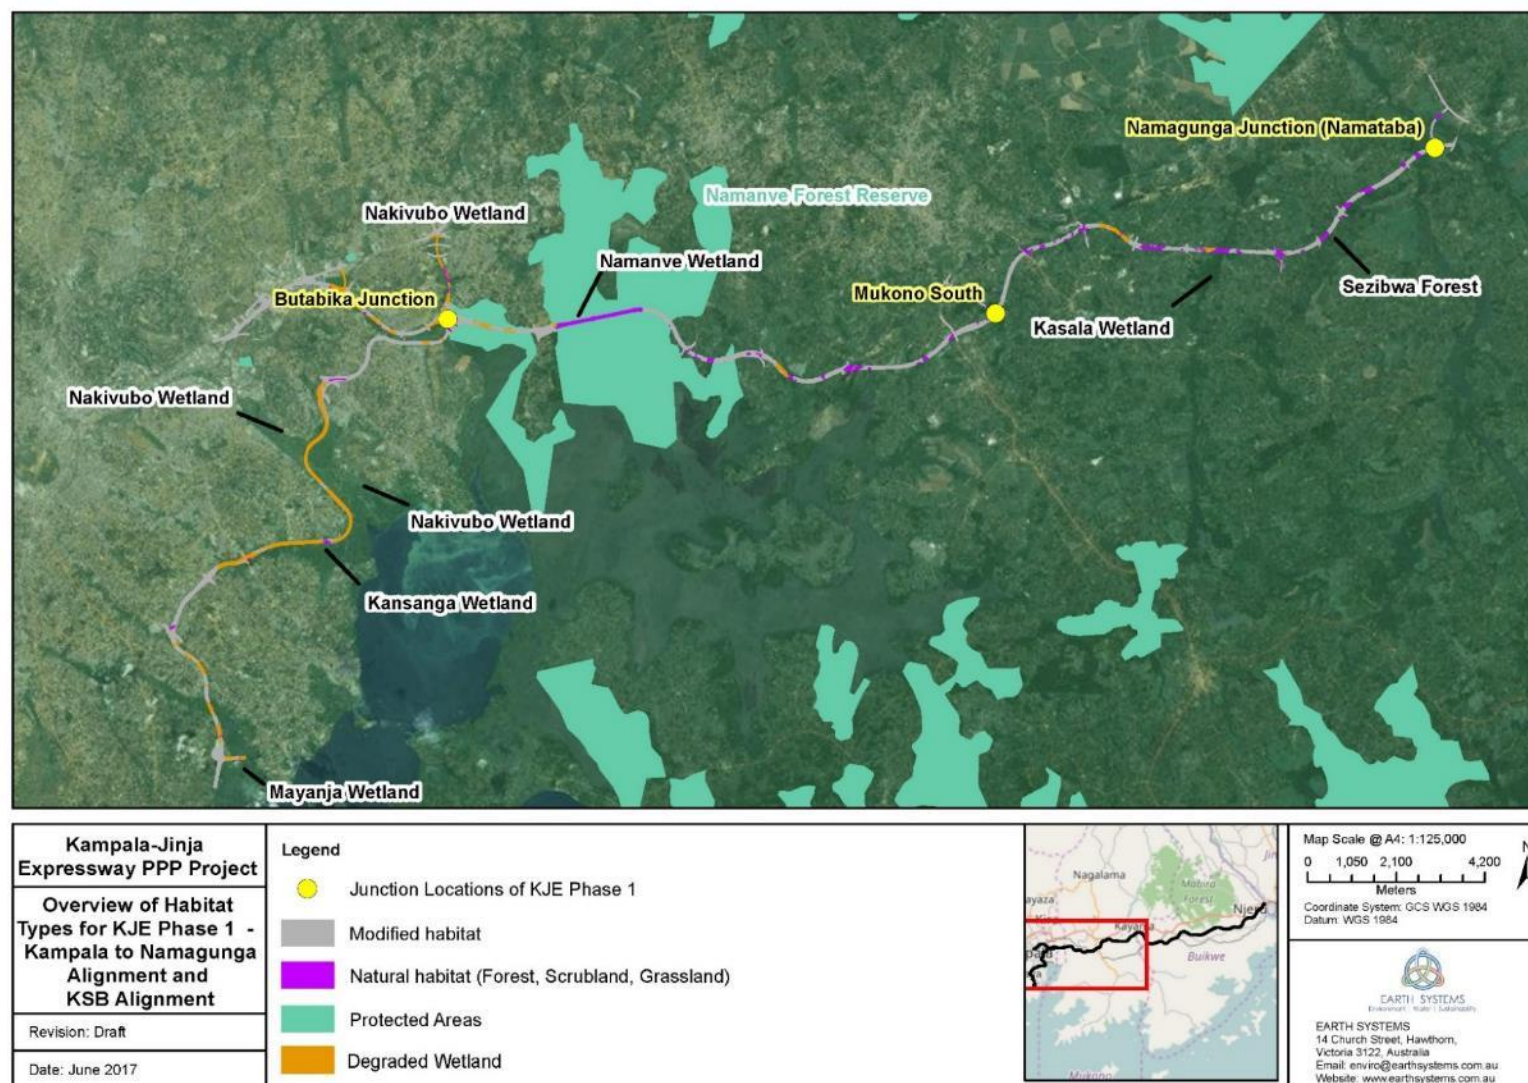 Namagunga Junction (Namataba)
Namanve Forest Reserve
Nakivubo Wetland
Namanve Wetland
Butabika Junction
Mukono South
Sezibwa Forest
Kasala Wetland
Nakivubo Wetland
Nakivubo Wetland
Kansanga Wetland
Mayanja Wetland
Kampala-Jinja
Expressway PPP Project
Overview of Habitat
Types for KJE Phase 1 -
Kampala to Namagunga
Alignment and
KSB Alignment
Revision: Draft
Date: June 2017
Legend
Junction Locations of KJE Phase 1
Modified habitat
Natural habitat (Forest, Scrubland, Grassland)
Protected Areas
Degraded Wetland
Nagalama
Mabira
Forest
Buikwe
Mukono
Map Scale @ A4: 1:125,000
0 1,050 2,100 4,200
Meters
Coordinate System: GCS WGS 1984
Datum: WGS 1984
EARTH SYSTEMS
Environment | Water | Sustainability
EARTH SYSTEMS
14 Church Street, Hawthorn,
Victoria 3122, Australia
Email: enviro@earthsystems.com.au
Website: www.earthsystems.com.au